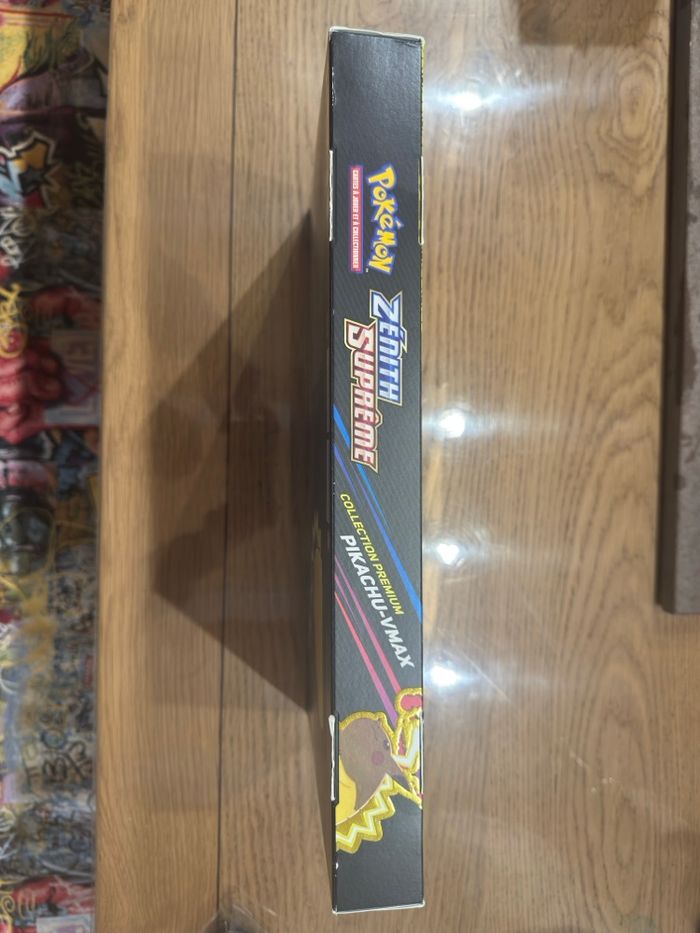 POKÉMON
CARTES À JOUER ET À COLLECTIONNER
ZÉNITH
SUPRÊME
COLLECTION PREMIUM
PIKACHU-VMAX